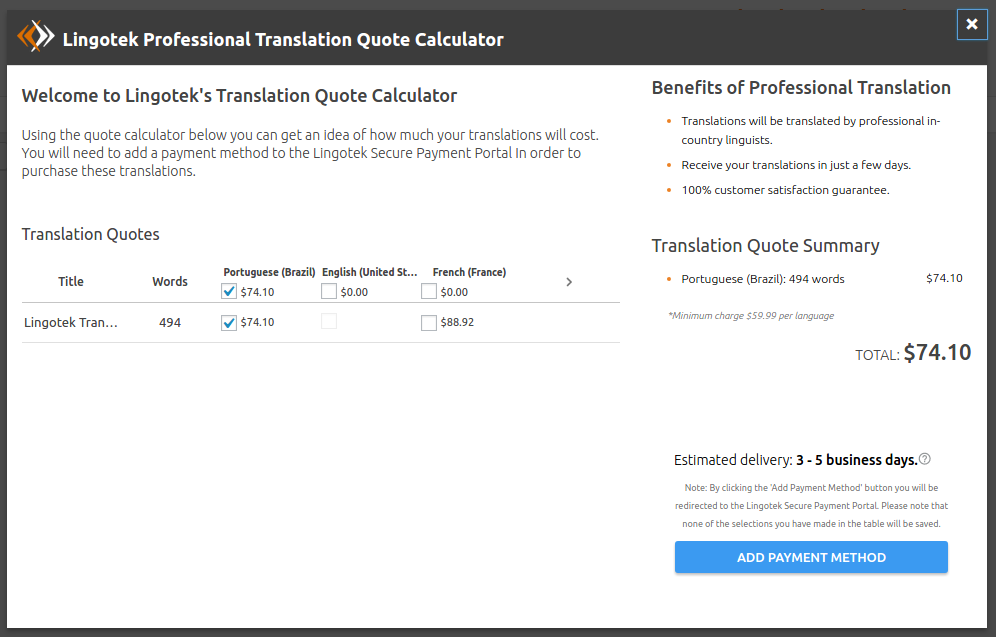 Lingotek Professional Translation Quote Calculator
Welcome to Lingotek's Translation Quote Calculator
Using the quote calculator below you can get an idea of how much your translations will cost.
You will need to add a payment method to the Lingotek Secure Payment Portal In order to
purchase these translations.
Translation Quotes
Title Words Portuguese (Brazil) English (United St... French (France)
$74.10 $0.00 $0.00
Lingotek Tran... 494 $74.10 $88.92
Benefits of Professional Translation
Translations will be translated by professional in-
country linguists.
Receive your translations in just a few days.
100% customer satisfaction guarantee.
Translation Quote Summary
Portuguese (Brazil): 494 words $74.10
*Minimum charge $59.99 per language
TOTAL: $74.10
Estimated delivery: 3 - 5 business days.
Note: By clicking the 'Add Payment Method' button you will be
redirected to the Lingotek Secure Payment Portal. Please note that
none of the selections you have made in the table will be saved.
ADD PAYMENT METHOD